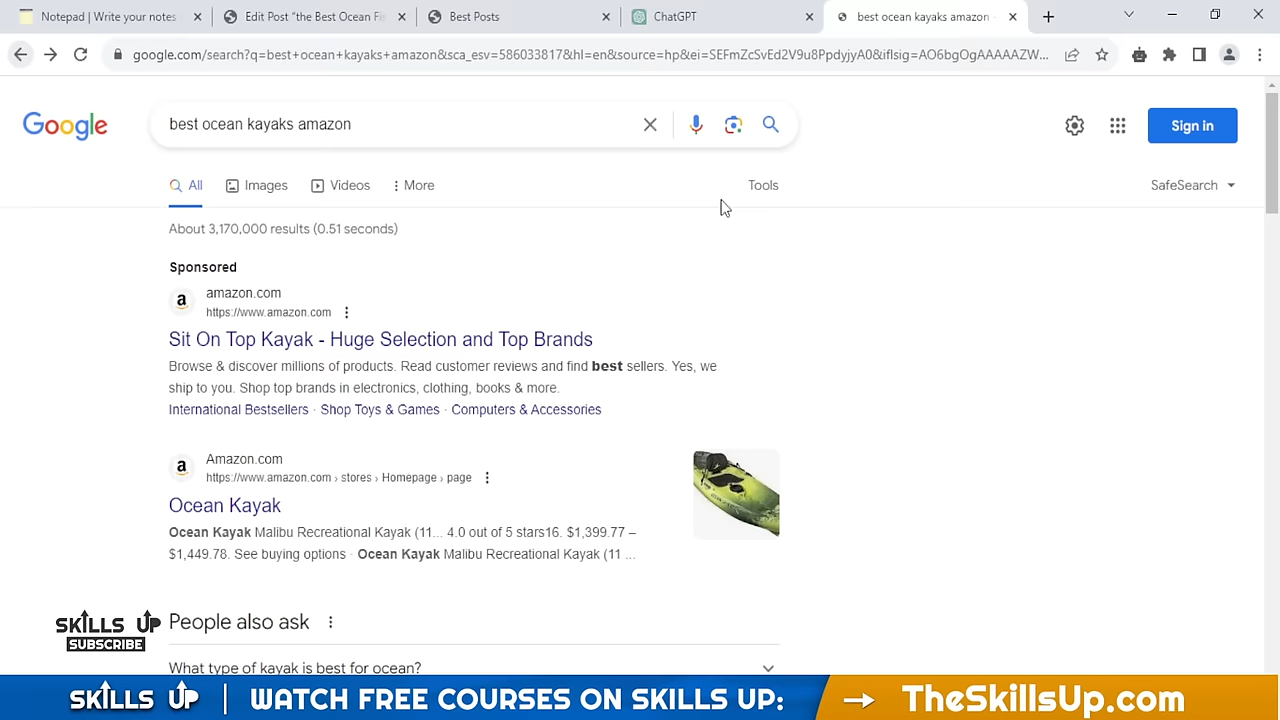 Notepad | Write your notes
Edit Post “the Best Ocean Fi
Best Posts
ChatGPT
best ocean kayaks amazon
google.com/search?q=best+ocean+kayaks+amazon&sca_esv=586033817&hl=en&source=hp&ei=SEFmZcSvEd2V9u8PpdyjyA0&iflsig=AO6bgOgAAAAAZW...
Google
best ocean kayaks amazon
Sign in
All
Images
Videos
More
Tools
SafeSearch
About 3,170,000 results (0.51 seconds)
Sponsored
amazon.com
https://www.amazon.com
Sit On Top Kayak - Huge Selection and Top Brands
Browse & discover millions of products. Read customer reviews and find best sellers. Yes, we
ship to you. Shop top brands in electronics, clothing, books & more.
International Bestsellers · Shop Toys & Games · Computers & Accessories
Amazon.com
https://www.amazon.com › stores › Homepage › page
Ocean Kayak
Ocean Kayak Malibu Recreational Kayak (11... 4.0 out of 5 stars16. $1,399.77 –
$1,449.78. See buying options · Ocean Kayak Malibu Recreational Kayak (11 ...
SKILLS UP
SUBSCRIBE
People also ask
What type of kayak is best for ocean?
SKILLS UP | WATCH FREE COURSES ON SKILLS UP: TheSkillsUp.com